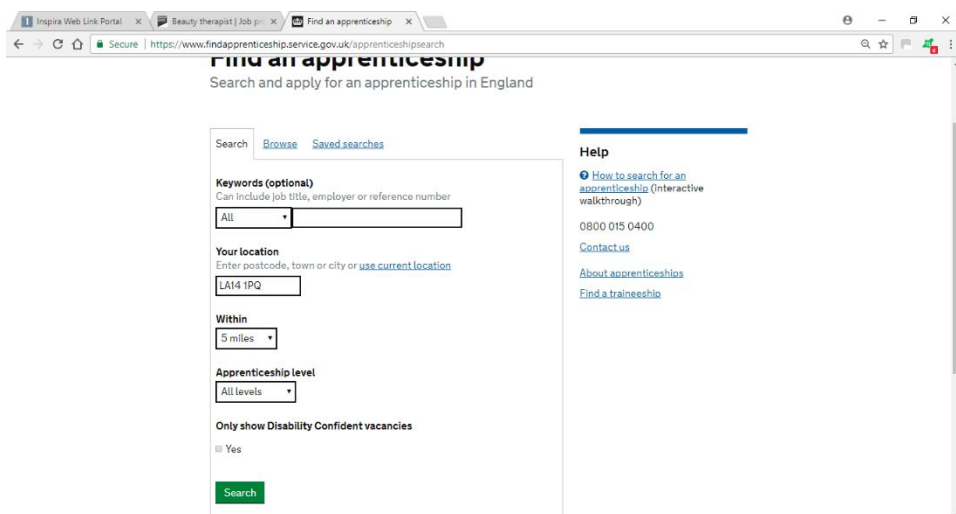 Inspira Web Link Portal
Beauty therapist | Job pr
Find an apprenticeship
Secure | https://www.findapprenticeship.service.gov.uk/apprenticeshipsearch
Find an apprenticeship
Search and apply for an apprenticeship in England
Search Browse Saved searches
Keywords (optional)
Can include job title, employer or reference number
All
Your location
Enter postcode, town or city or use current location
LA14 1PQ
Within
5 miles
Apprenticeship level
All levels
Only show Disability Confident vacancies
Yes
Search
Help
How to search for an
apprenticeship (interactive
walkthrough)
0800 015 0400
Contact us
About apprenticeships
Find a traineeship